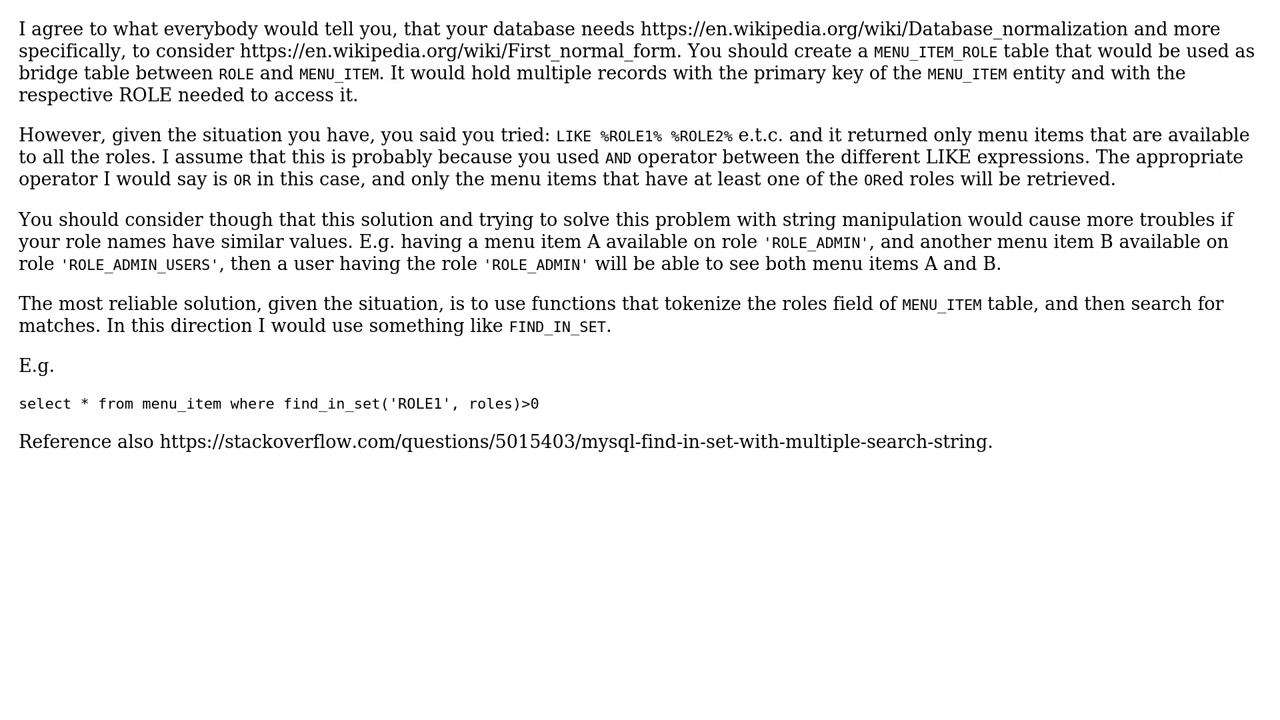 I agree to what everybody would tell you, that your database needs https://en.wikipedia.org/wiki/Database_normalization and more
specifically, to consider https://en.wikipedia.org/wiki/First_normal_form. You should create a MENU_ITEM_ROLE table that would be used as
bridge table between ROLE and MENU_ITEM. It would hold multiple records with the primary key of the MENU_ITEM entity and with the
respective ROLE needed to access it.
However, given the situation you have, you said you tried: LIKE %ROLE1% %ROLE2% e.t.c. and it returned only menu items that are available
to all the roles. I assume that this is probably because you used AND operator between the different LIKE expressions. The appropriate
operator I would say is OR in this case, and only the menu items that have at least one of the ORed roles will be retrieved.
You should consider though that this solution and trying to solve this problem with string manipulation would cause more troubles if
your role names have similar values. E.g. having a menu item A available on role 'ROLE_ADMIN', and another menu item B available on
role 'ROLE_ADMIN_USERS', then a user having the role 'ROLE_ADMIN' will be able to see both menu items A and B.
The most reliable solution, given the situation, is to use functions that tokenize the roles field of MENU_ITEM table, and then search for
matches. In this direction I would use something like FIND_IN_SET.
E.g.
select * from menu_item where find_in_set('ROLE1', roles)>0
Reference also https://stackoverflow.com/questions/5015403/mysql-find-in-set-with-multiple-search-string.